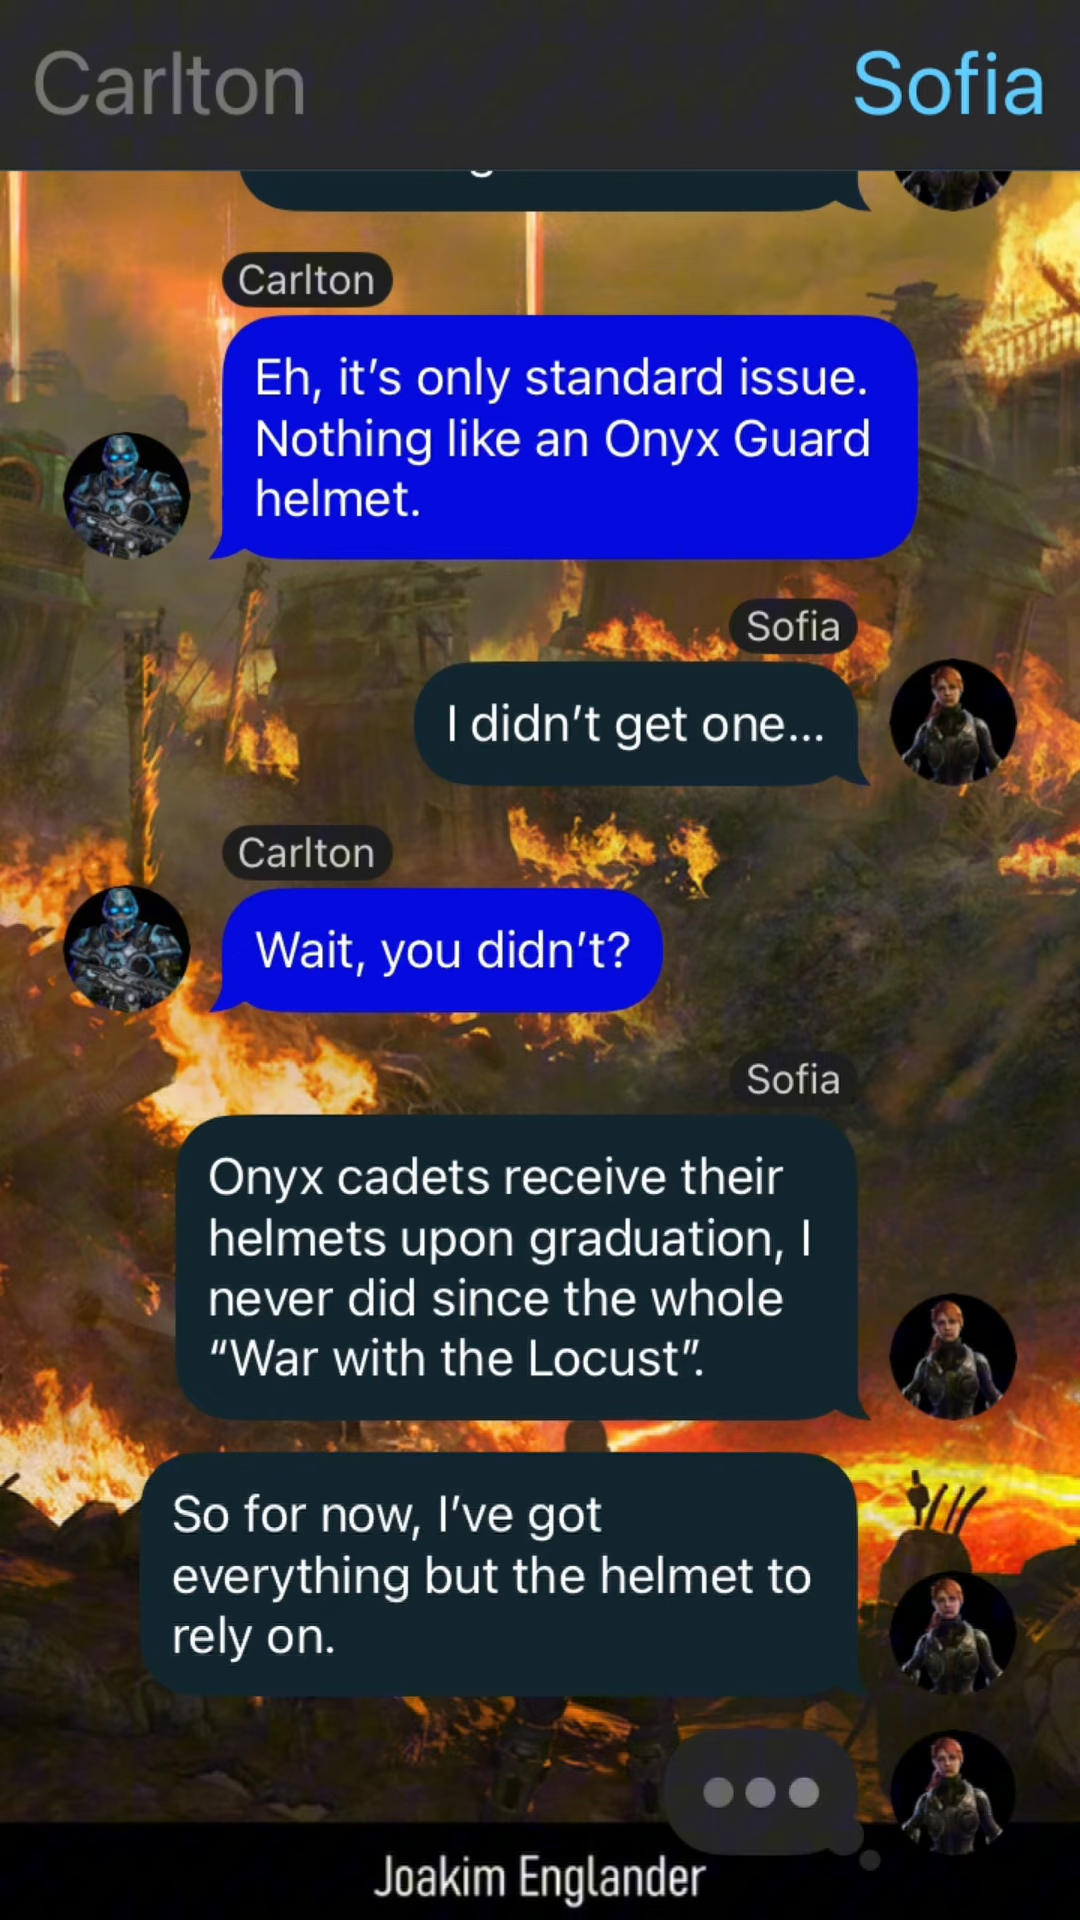 Carlton
Sofia
Carlton
Eh, it’s only standard issue.
Nothing like an Onyx Guard
helmet.
Sofia
I didn’t get one...
Carlton
Wait, you didn’t?
Sofia
Onyx cadets receive their
helmets upon graduation, I
never did since the whole
“War with the Locust”.
So for now, I’ve got
everything but the helmet to
rely on.
Joakim Englander